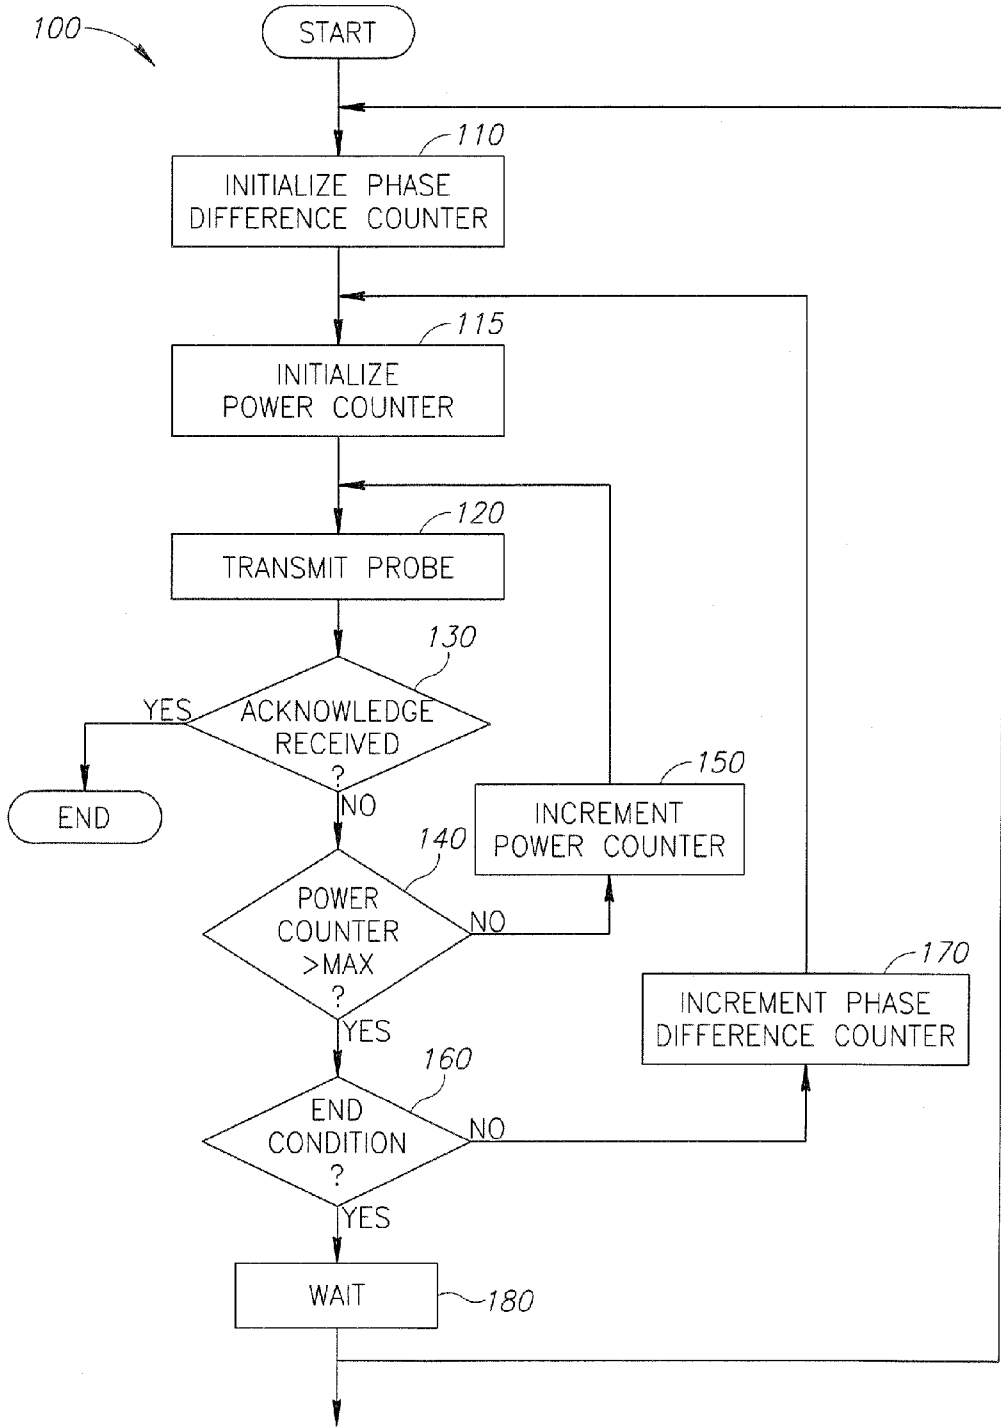 100
START
110
INITIALIZE PHASE
DIFFERENCE COUNTER
115
INITIALIZE
POWER COUNTER
120
TRANSMIT PROBE
130
YES
ACKNOWLEDGE
RECEIVED
?
END
NO
150
INCREMENT
POWER COUNTER
140
POWER
COUNTER
>MAX
?
NO
170
INCREMENT PHASE
DIFFERENCE COUNTER
YES
160
END
CONDITION
?
NO
YES
WAIT
180